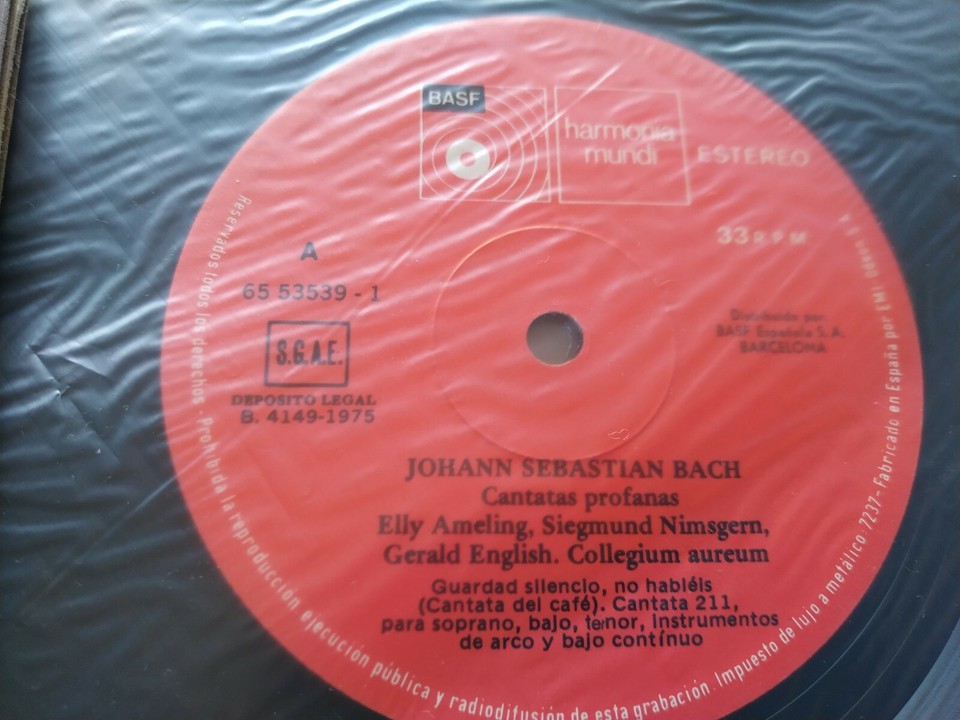 BASF
harmonia
mundi
ESTEREO
33 R P M
A
65 53539 - 1
S.G.A.E.
DEPOSITO LEGAL
B. 4149-1975
Distribuido por:
BASF Española S.A.
BARCELONA
JOHANN SEBASTIAN BACH
Cantatas profanas
Elly Ameling, Siegmund Nimsgern,
Gerald English. Collegium aureum
Guardad silencio, no habléis
(Cantata del café). Cantata 211,
para soprano, bajo, tenor, instrumentos
de arco y bajo contínuo
Reservados todos los derechos · Prohibida la reproducción ejecución pública y radiodifusión de esta grabación. Impuesto de lujo a metálico: 7237 - Fabricado en España por EMI Odeon S A